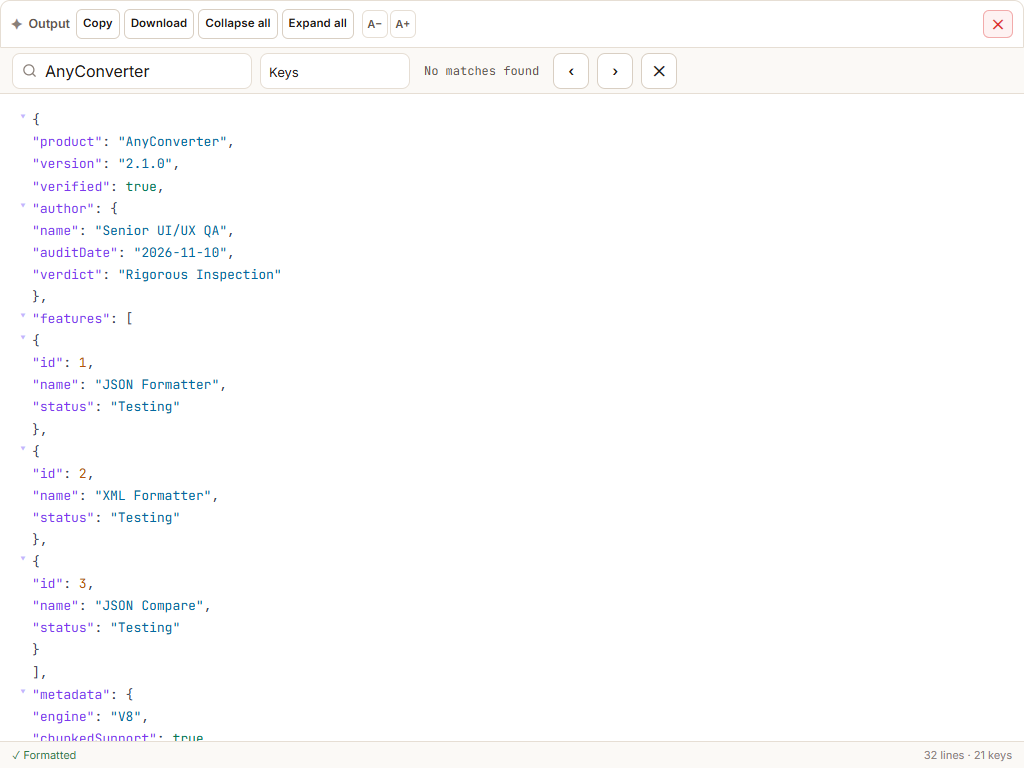 Output Copy Download Collapse all Expand all A− A+
AnyConverter Keys No matches found
{
"product": "AnyConverter",
"version": "2.1.0",
"verified": true,
"author": {
"name": "Senior UI/UX QA",
"auditDate": "2026-11-10",
"verdict": "Rigorous Inspection"
},
"features": [
{
"id": 1,
"name": "JSON Formatter",
"status": "Testing"
},
{
"id": 2,
"name": "XML Formatter",
"status": "Testing"
},
{
"id": 3,
"name": "JSON Compare",
"status": "Testing"
}
],
"metadata": {
"engine": "V8",
"chunkedSupport": true
✓ Formatted 32 lines · 21 keys